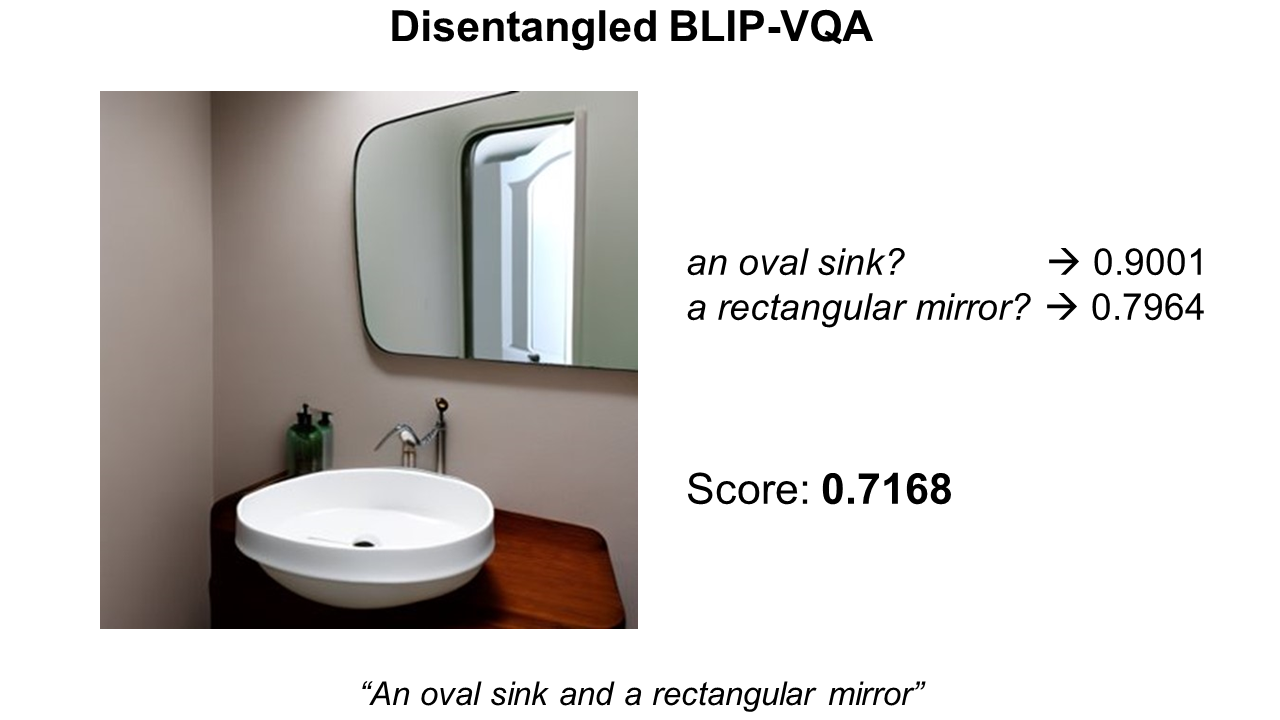 Disentangled BLIP-VQA
an oval sink? → 0.9001
a rectangular mirror? → 0.7964
Score: 0.7168
“An oval sink and a rectangular mirror”